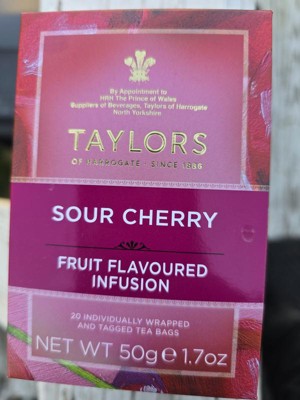 By Appointment to
HRH The Prince of Wales
Suppliers of Beverages, Taylors of Harrogate
North Yorkshire
TAYLORS
OF HARROGATE · SINCE 1886
SOUR CHERRY
FRUIT FLAVOURED
INFUSION
20 INDIVIDUALLY WRAPPED
AND TAGGED TEA BAGS
NET WT 50g ℮ 1.7oz